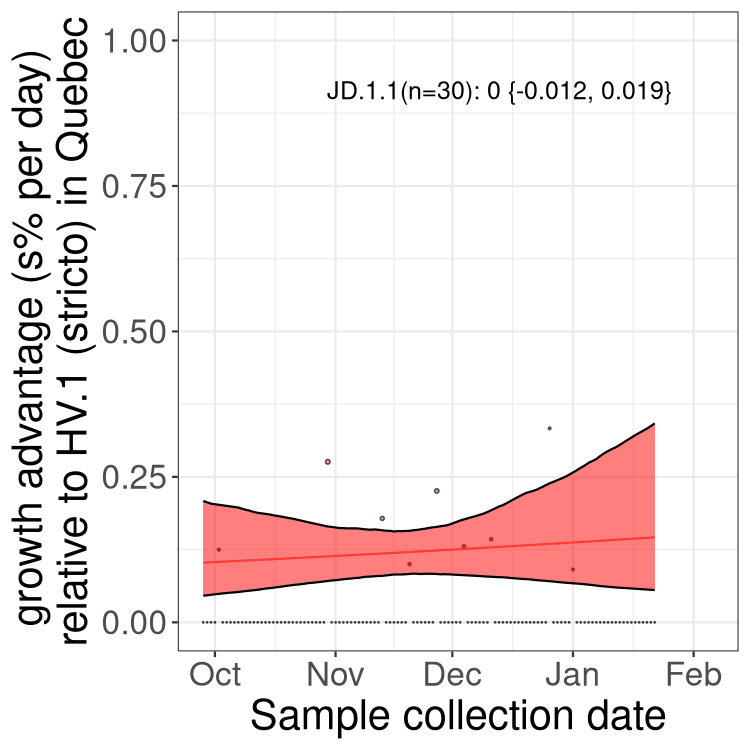 growth advantage (s% per day)
relative to HV.1 (stricto) in Quebec
1.00
0.75
0.50
0.25
0.00
JD.1.1(n=30): 0 {-0.012, 0.019}
Oct Nov Dec Jan Feb
Sample collection date